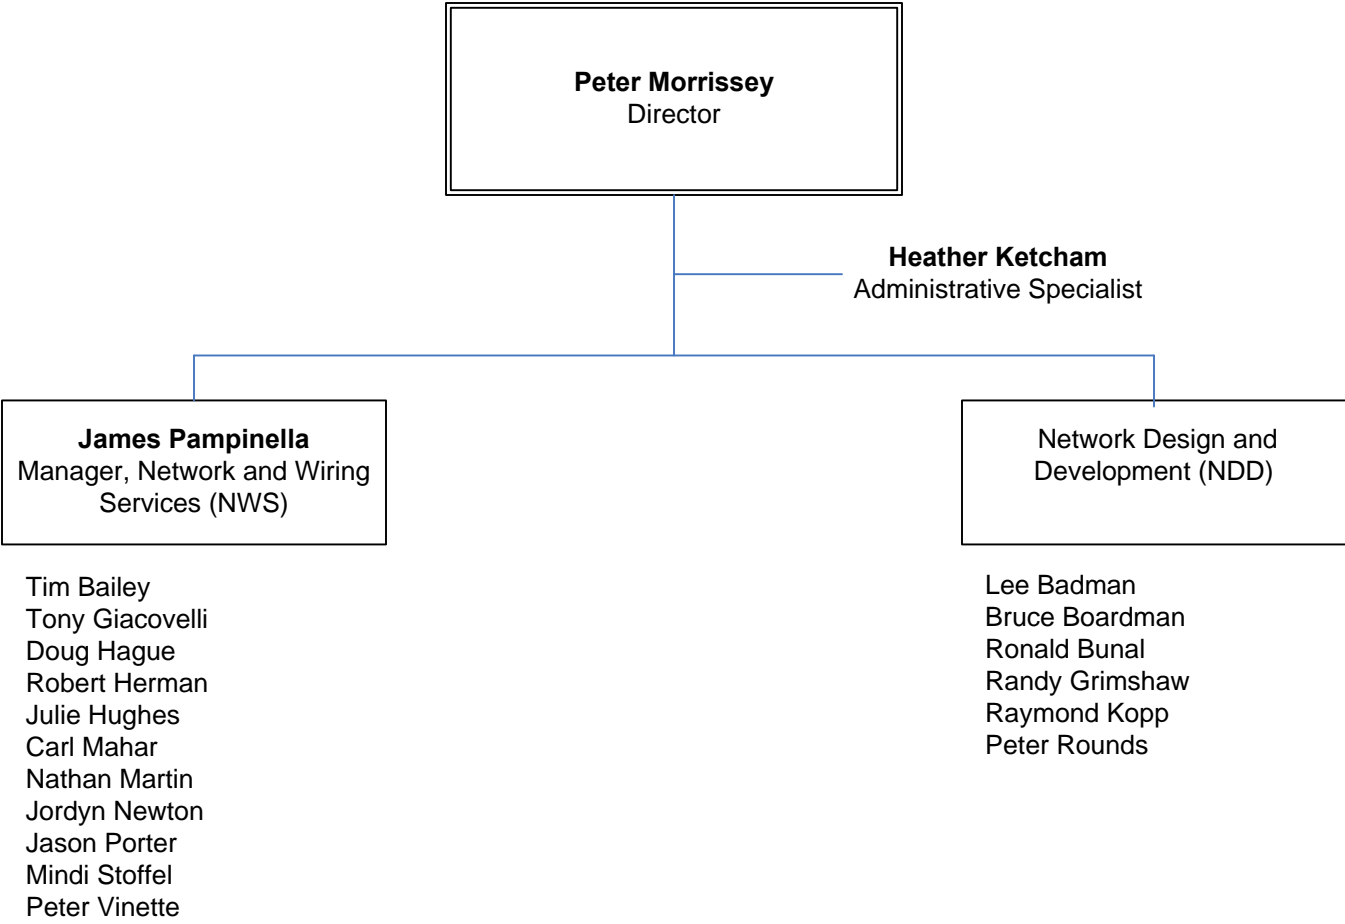 Peter Morrissey
Director
Heather Ketcham
Administrative Specialist
James Pampinella
Manager, Network and Wiring
Services (NWS)
Network Design and
Development (NDD)
Tim Bailey
Tony Giacovelli
Doug Hague
Robert Herman
Julie Hughes
Carl Mahar
Nathan Martin
Jordyn Newton
Jason Porter
Mindi Stoffel
Peter Vinette
Lee Badman
Bruce Boardman
Ronald Bunal
Randy Grimshaw
Raymond Kopp
Peter Rounds